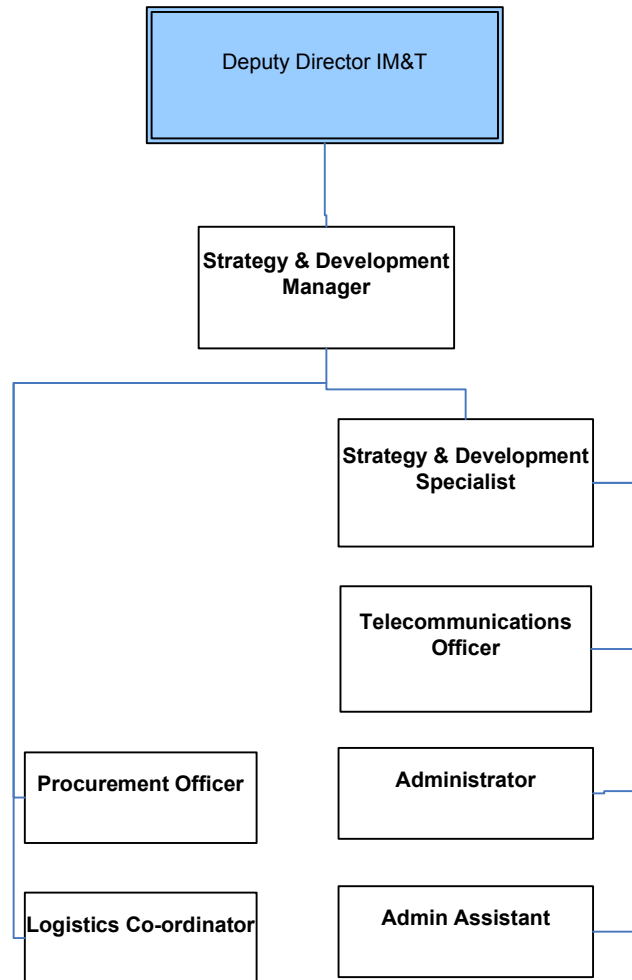 Deputy Director IM&T
Strategy & Development
Manager
Strategy & Development
Specialist
Telecommunications
Officer
Procurement Officer
Administrator
Logistics Co-ordinator
Admin Assistant